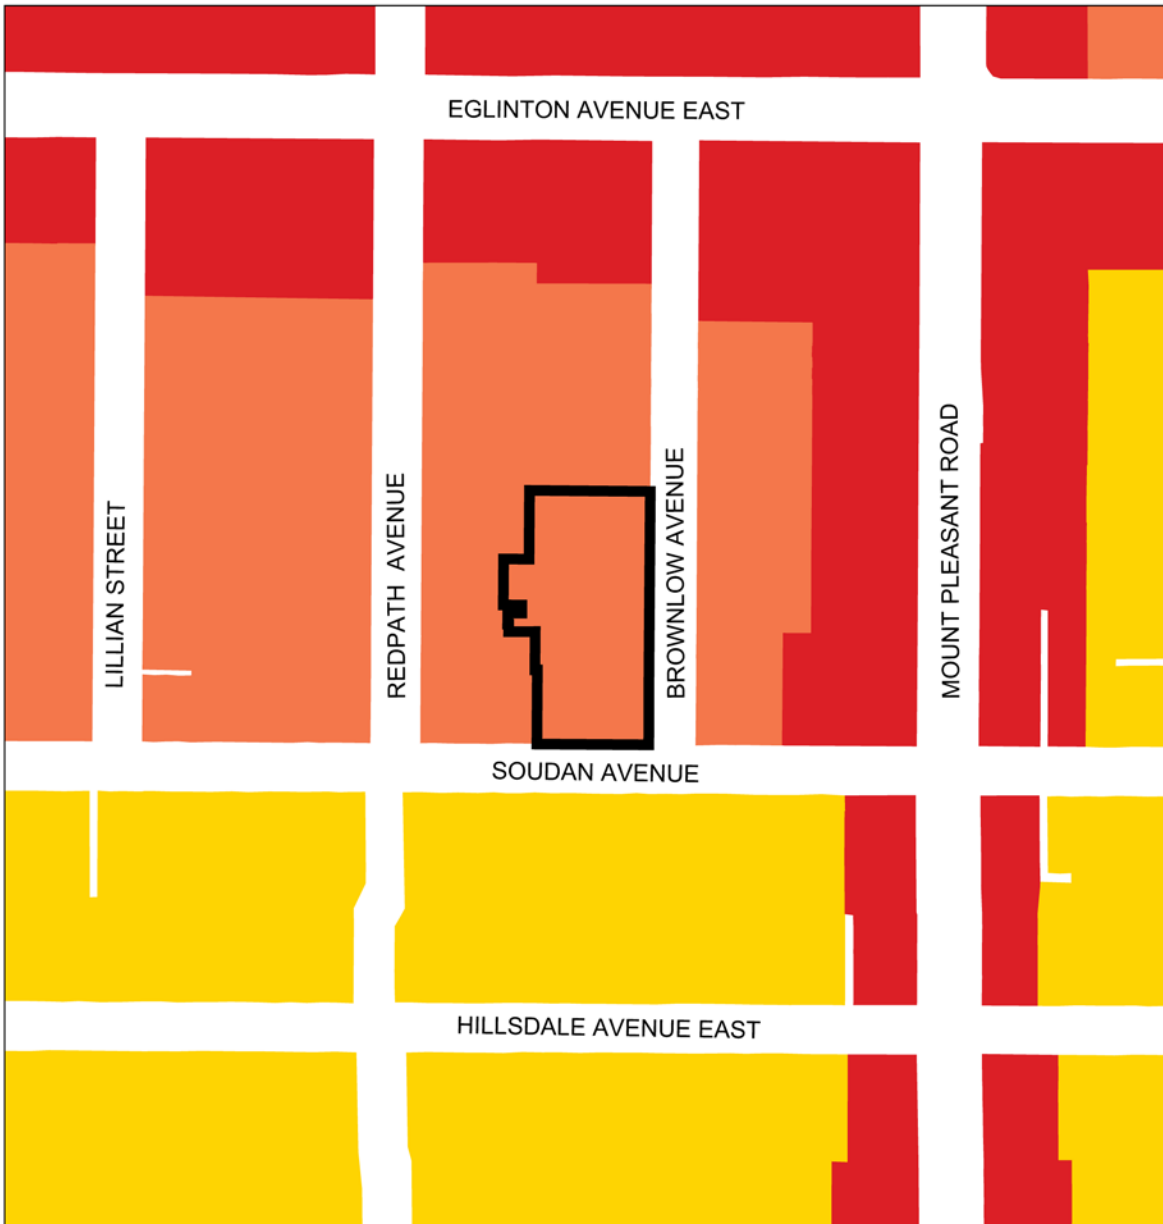 EGLINTON AVENUE EAST
LILLIAN STREET
REDPATH AVENUE
BROWNLOW AVENUE
MOUNT PLEASANT ROAD
SOUDAN AVENUE
HILLSDALE AVENUE EAST